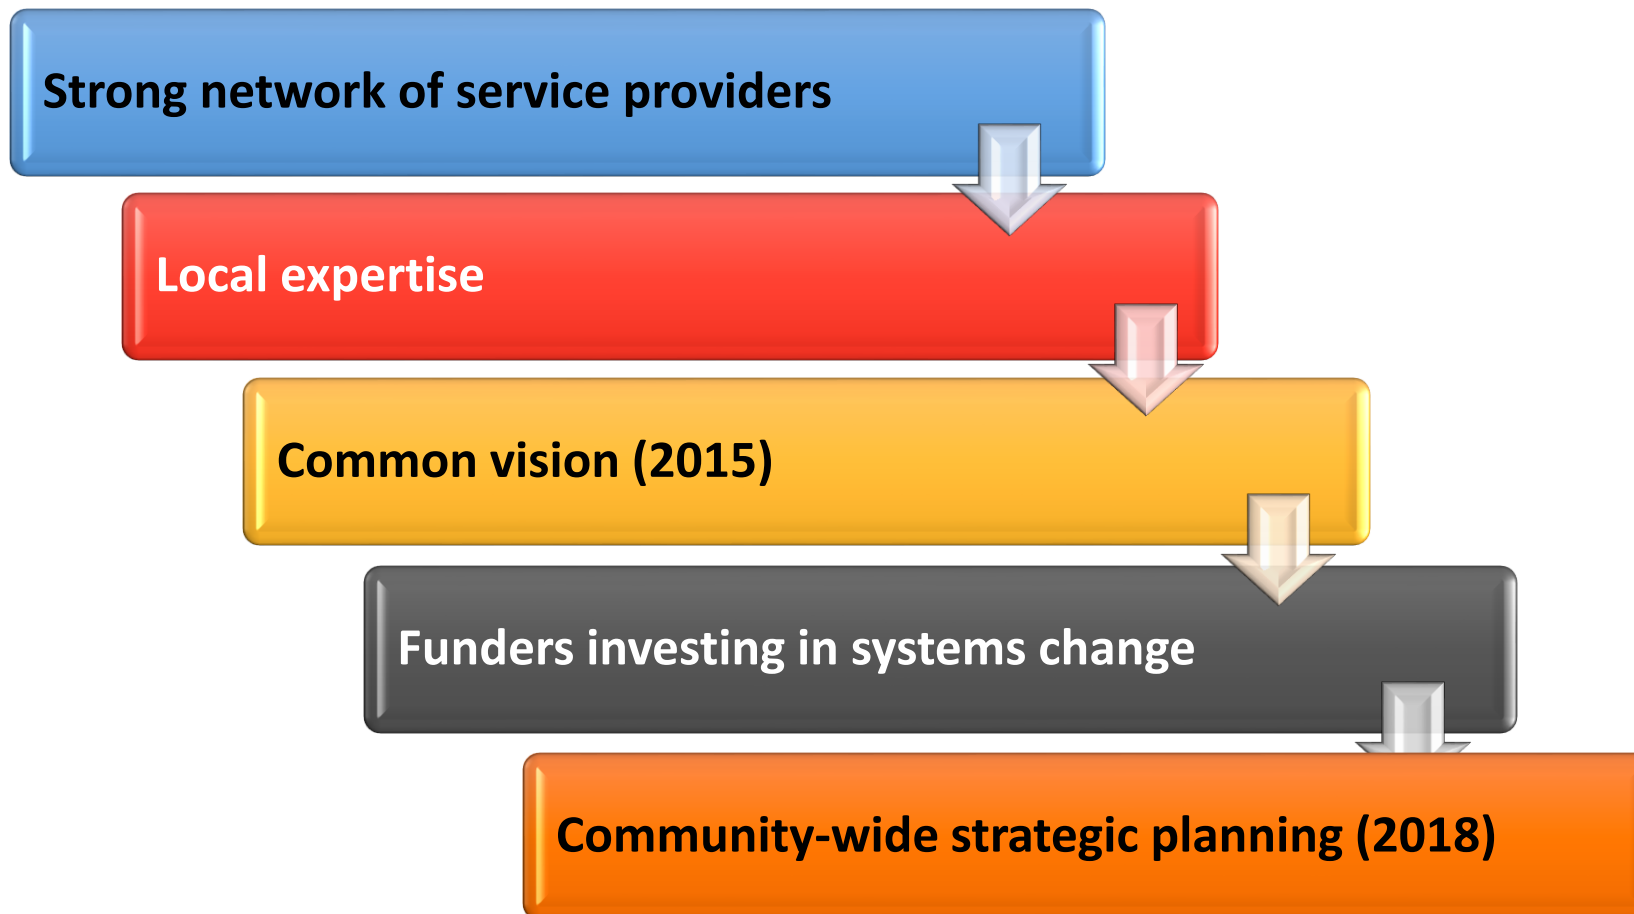 Strong network of service providers
Local expertise
Common vision (2015)
Funders investing in systems change
Community-wide strategic planning (2018)